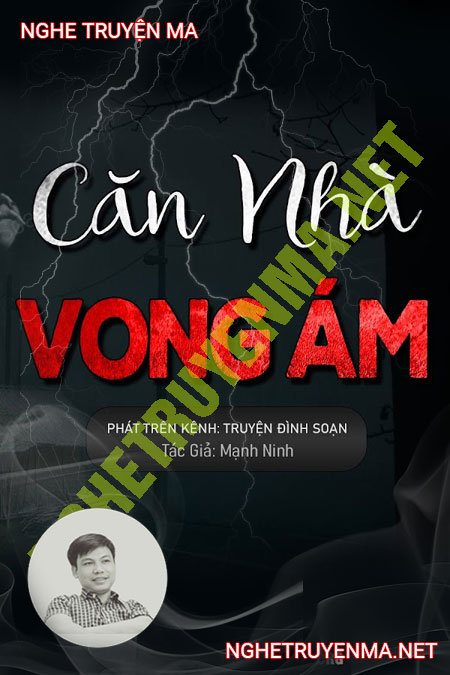 NGHE TRUYỆN MA
Căn Nhà
VONG ÁM
PHÁT TRÊN KÊNH: TRUYỆN ĐÌNH SOẠN
Tác Giả: Mạnh Ninh
NGHETRUYENMA.NET
NGHETRUYENMA.NET